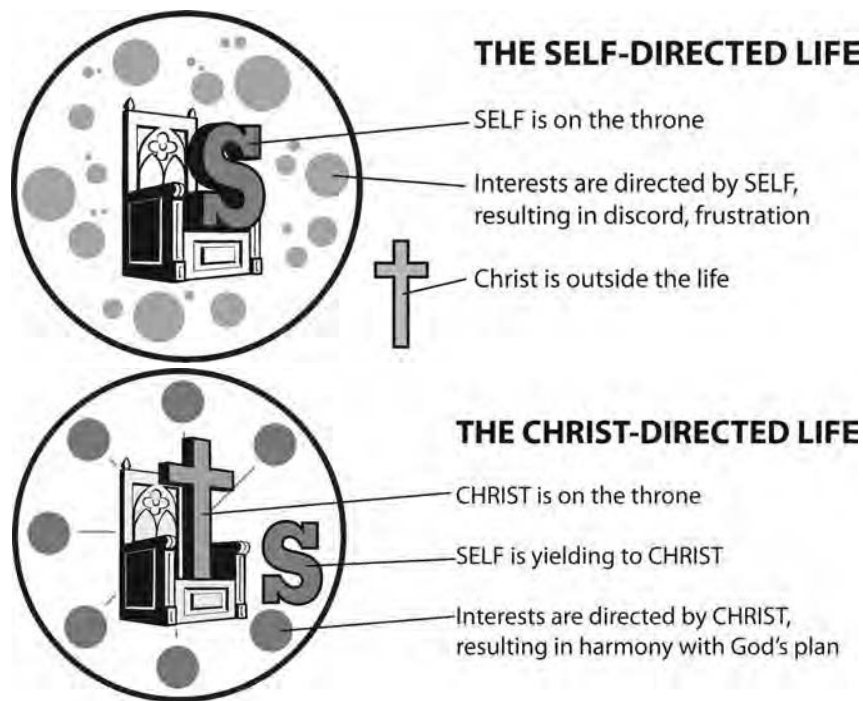 THE SELF-DIRECTED LIFE
S
SELF is on the throne
Interests are directed by SELF,
resulting in discord, frustration
Christ is outside the life
THE CHRIST-DIRECTED LIFE
CHRIST is on the throne
S
SELF is yielding to CHRIST
Interests are directed by CHRIST,
resulting in harmony with God's plan